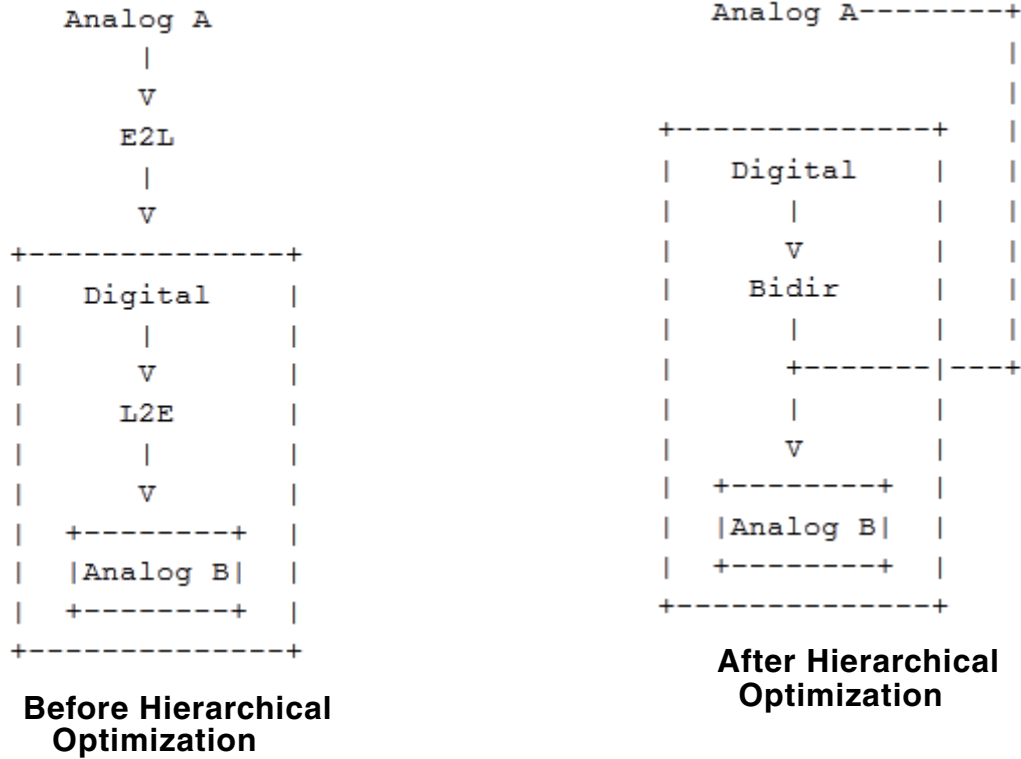 Analog A
|
V
E2L
|
V
+--------------+
| Digital |
| | |
| V |
| L2E |
| | |
| V |
| +--------+ |
| |Analog B| |
| +--------+ |
+--------------+
Before Hierarchical
Optimization
Analog A--------+
|
|
+--------------+ |
| Digital | |
| | | |
| V | |
| Bidir | |
| | | |
| +-------|---+
| | |
| V |
| +--------+ |
| |Analog B| |
| +--------+ |
+--------------+
After Hierarchical
Optimization